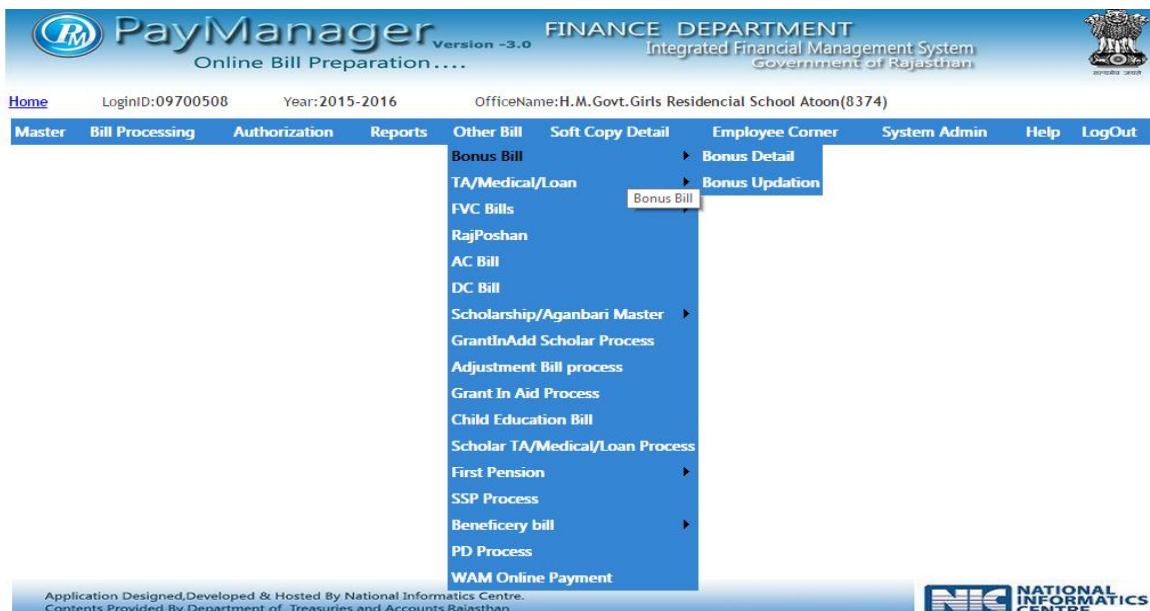 PM PayManager Version -3.0
Online Bill Preparation....
FINANCE DEPARTMENT
Integrated Financial Management System
Government of Rajasthan
सत्यमेव जयते
Home LoginID:09700508 Year:2015-2016 OfficeName:H.M.Govt.Girls Residencial School Atoon(8374)
Master Bill Processing Authorization Reports Other Bill Soft Copy Detail Employee Corner System Admin Help LogOut
Bonus Bill Bonus Detail
TA/Medical/Loan Bonus Updation
Bonus Bill
FVC Bills
RajPoshan
AC Bill
DC Bill
Scholarship/Aganbari Master
GrantInAdd Scholar Process
Adjustment Bill process
Grant In Aid Process
Child Education Bill
Scholar TA/Medical/Loan Process
First Pension
SSP Process
Beneficery bill
PD Process
WAM Online Payment
Application Designed,Developed & Hosted By National Informatics Centre.
Contents Provided By Department of Treasuries and Accounts Rajasthan
NIC NATIONAL
INFORMATICS
CENTRE